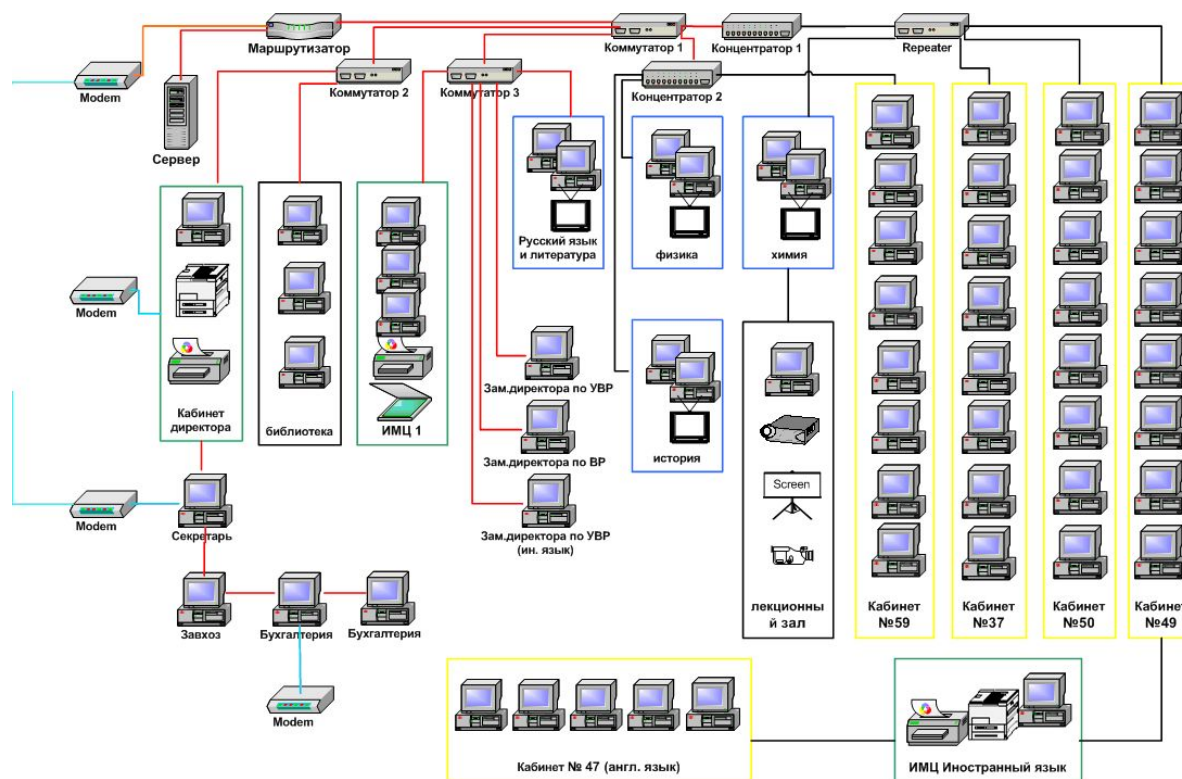 Маршрутизатор
Коммутатор 1
Концентратор 1
Repeater
Modem
Коммутатор 2
Коммутатор 3
Концентратор 2
Сервер
Русский язык
и литература
физика
химия
Modem
Кабинет
директора
библиотека
ИМЦ 1
Зам.директора по УВР
Зам.директора по ВР
Зам.директора по УВР
(ин. язык)
история
Screen
лекционны
й зал
Кабинет
№59
Кабинет
№37
Кабинет
№50
Кабинет
№49
Modem
Секретарь
Завхоз
Бухгалтерия
Бухгалтерия
Modem
Кабинет № 47 (англ. язык)
ИМЦ Иностранный язык